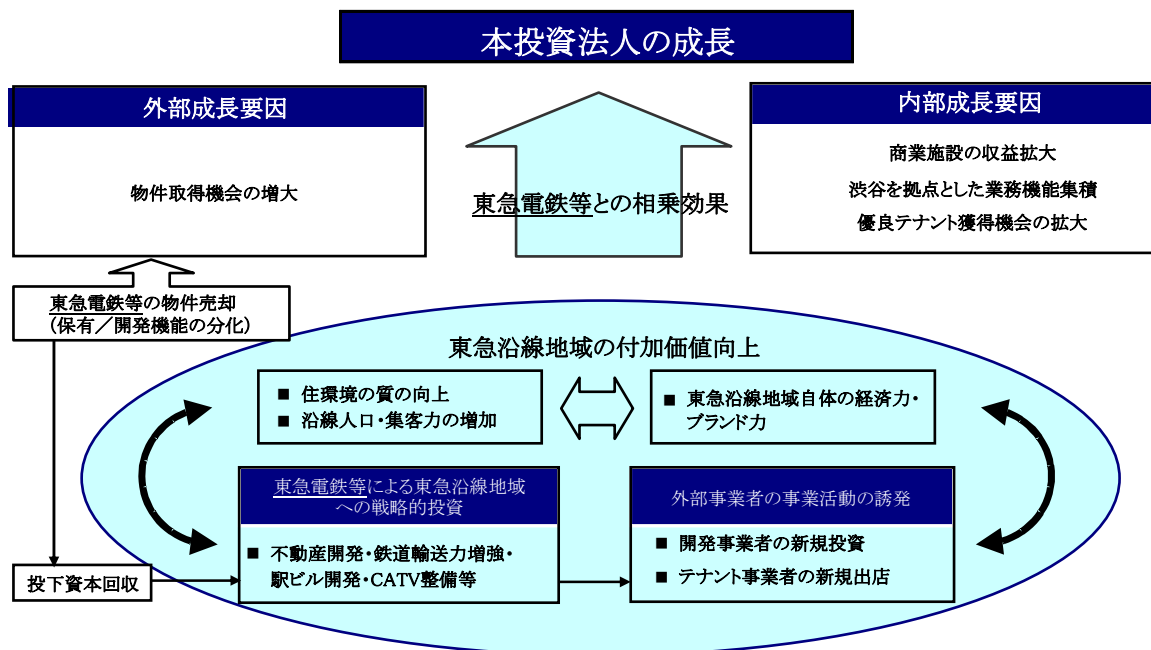 本投資法人の成長
外部成長要因
物件取得機会の増大
東急電鉄等との相乗効果
内部成長要因
商業施設の収益拡大
渋谷を拠点とした業務機能集積
優良テナント獲得機会の拡大
東急電鉄等の物件売却
(保有／開発機能の分化)
東急沿線地域の付加価値向上
■ 住環境の質の向上
■ 沿線人口・集客力の増加
■ 東急沿線地域自体の経済力・
ブランド力
東急電鉄等による東急沿線地域
への戦略的投資
■ 不動産開発・鉄道輸送力増強・
駅ビル開発・CATV整備等
外部事業者の事業活動の誘発
■ 開発事業者の新規投資
■ テナント事業者の新規出店
投下資本回収